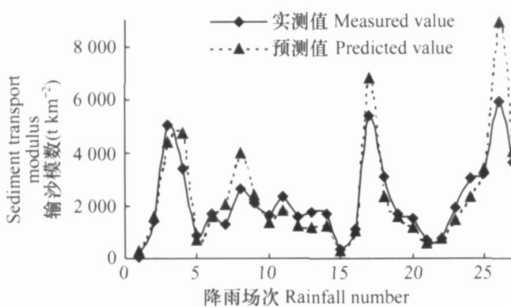 实测值 Measured value
预测值 Predicted value
8 000
6 000
4 000
2 000
0
0 5 10 15 20 25
Sediment transport
modulus
输沙模数(t km⁻²)
降雨场次 Rainfall number